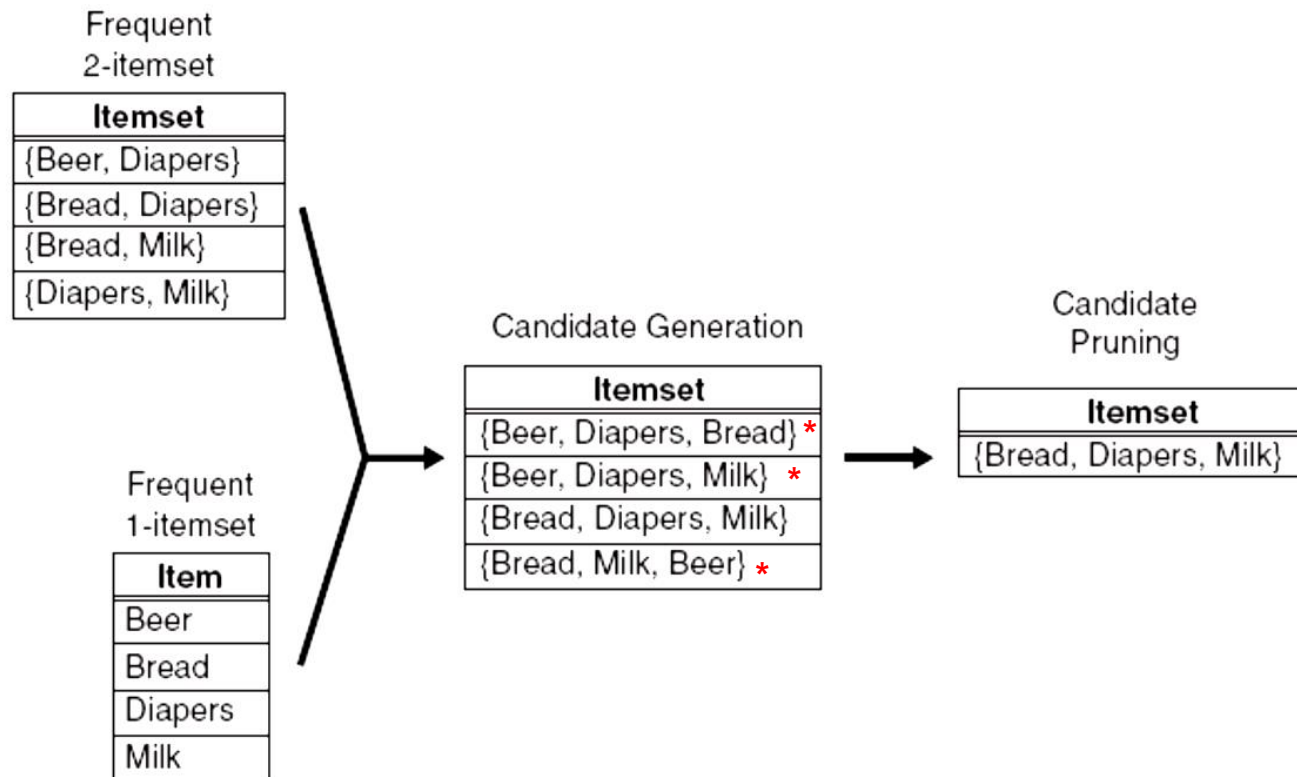 Frequent
2-itemset
Itemset
{Beer, Diapers}
{Bread, Diapers}
{Bread, Milk}
{Diapers, Milk}
Frequent
1-itemset
Item
Beer
Bread
Diapers
Milk
Candidate Generation
Itemset
{Beer, Diapers, Bread} *
{Beer, Diapers, Milk} *
{Bread, Diapers, Milk}
{Bread, Milk, Beer} *
Candidate
Pruning
Itemset
{Bread, Diapers, Milk}